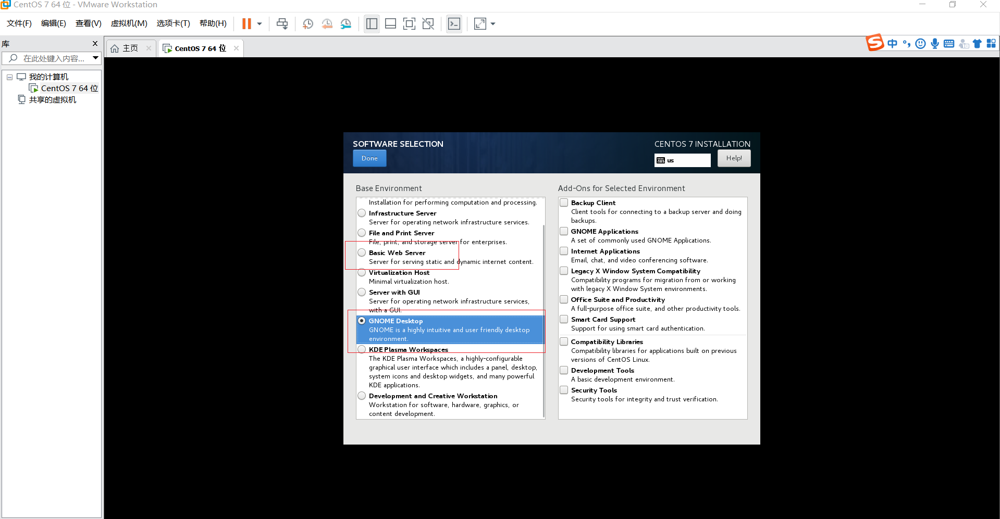 CentOS 7 64 位 - VMware Workstation
文件(F) 编辑(E) 查看(V) 虚拟机(M) 选项卡(T) 帮助(H)
库
主页
CentOS 7 64 位
中
在此处键入内容...
我的计算机
CentOS 7 64 位
共享的虚拟机
SOFTWARE SELECTION
CENTOS 7 INSTALLATION
Done
us
Help!
Base Environment
Installation for performing computation and processing.
Infrastructure Server
Server for operating network infrastructure services.
File and Print Server
File, print, and storage server for enterprises.
Basic Web Server
Server for serving static and dynamic internet content.
Virtualization Host
Minimal virtualization host.
Server with GUI
Server for operating network infrastructure services,
with a GUI.
GNOME Desktop
GNOME is a highly intuitive and user friendly desktop
environment.
KDE Plasma Workspaces
The KDE Plasma Workspaces, a highly-configurable
graphical user interface which includes a panel, desktop,
system icons and desktop widgets, and many powerful
KDE applications.
Development and Creative Workstation
Workstation for software, hardware, graphics, or
content development.
Add-Ons for Selected Environment
Backup Client
Client tools for connecting to a backup server and doing
backups.
GNOME Applications
A set of commonly used GNOME Applications.
Internet Applications
Email, chat, and video conferencing software.
Legacy X Window System Compatibility
Compatibility programs for migration from or working
with legacy X Window System environments.
Office Suite and Productivity
A full-purpose office suite, and other productivity tools.
Smart Card Support
Support for using smart card authentication.
Compatibility Libraries
Compatibility libraries for applications built on previous
versions of CentOS Linux.
Development Tools
A basic development environment.
Security Tools
Security tools for integrity and trust verification.